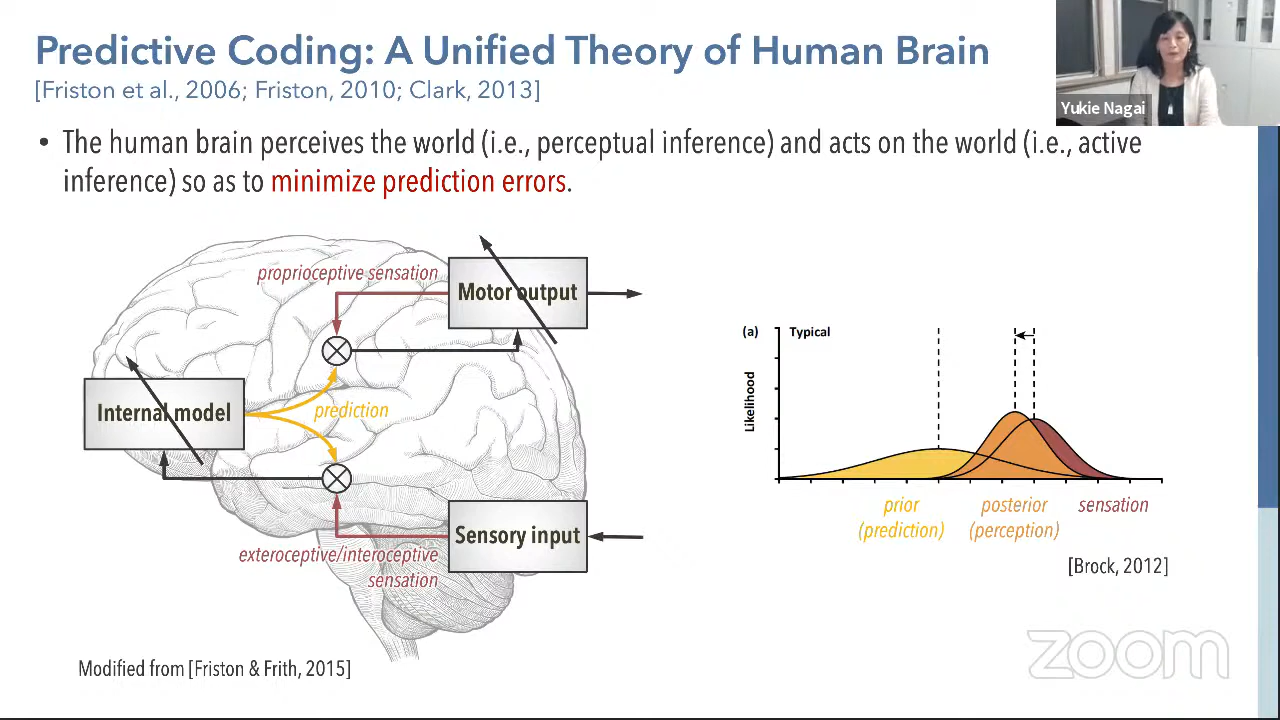 Predictive Coding: A Unified Theory of Human Brain
[Friston et al., 2006; Friston, 2010; Clark, 2013]
Yukie Nagai
• The human brain perceives the world (i.e., perceptual inference) and acts on the world (i.e., active
inference) so as to minimize prediction errors.
proprioceptive sensation
Motor output
Internal model
prediction
Sensory input
exteroceptive/interoceptive
sensation
Modified from [Friston & Frith, 2015]
(a) Typical
Likelihood
prior
(prediction)
posterior
(perception)
sensation
[Brock, 2012]
zoom